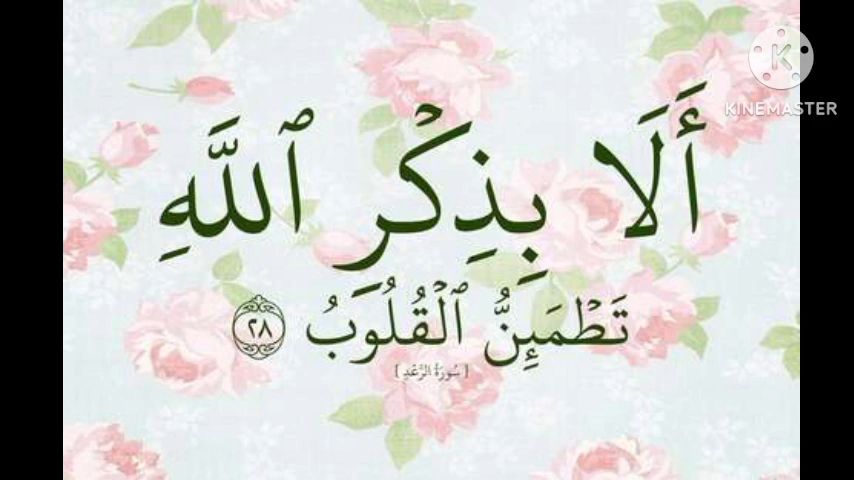 KINEMASTER
أَلَا بِذِكْرِ ٱللَّهِ
تَطْمَئِنُّ ٱلْقُلُوبُ ٢٨
[سُورَةُ الرَّعْدِ]